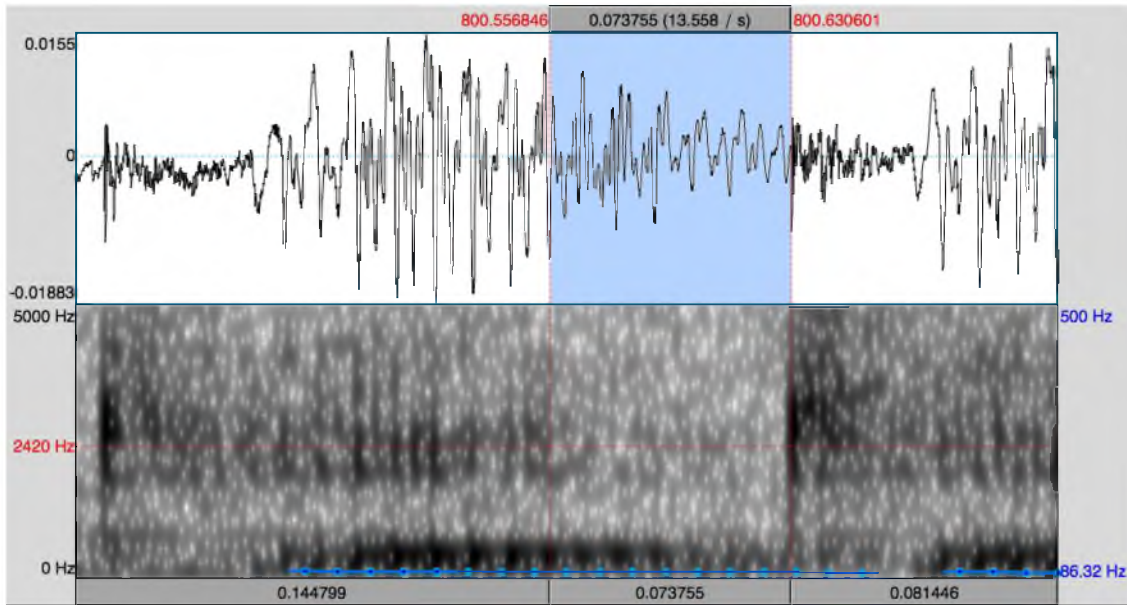 800.556846 0.073755 (13.558 / s) 800.630601
0.0155
0
-0.01883
5000 Hz 500 Hz
2420 Hz
0 Hz 86.32 Hz
0.144799 0.073755 0.081446